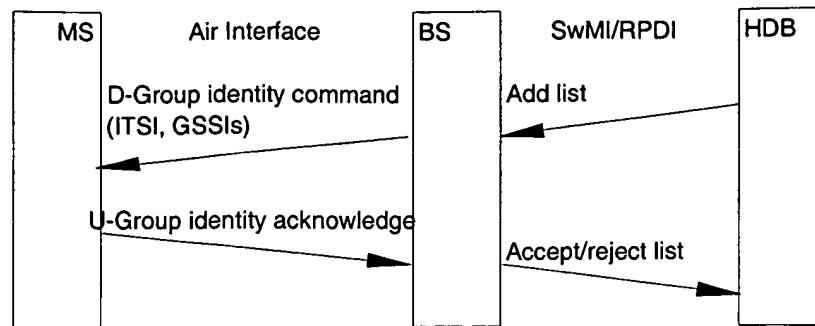 MS
Air Interface
BS
SwMI/RPDI
HDB
D-Group identity command
(ITSI, GSSIs)
Add list
U-Group identity acknowledge
Accept/reject list